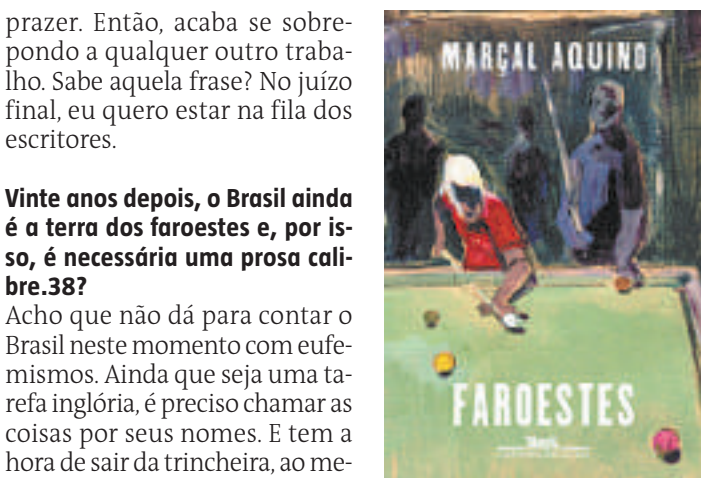 prazer. Então, acaba se sobre-
pondo a qualquer outro traba-
lho. Sabe aquela frase? No juízo
final, eu quero estar na fila dos
escritores.
Vinte anos depois, o Brasil ainda
é a terra dos faroestes e, por is-
so, é necessária uma prosa cali-
bre.38?
Acho que não dá para contar o
Brasil neste momento com eufe-
mismos. Ainda que seja uma ta-
refa inglória, é preciso chamar as
coisas por seus nomes. E tem a
hora de sair da trincheira, ao me-
MARÇAL AQUINO
FAROESTES